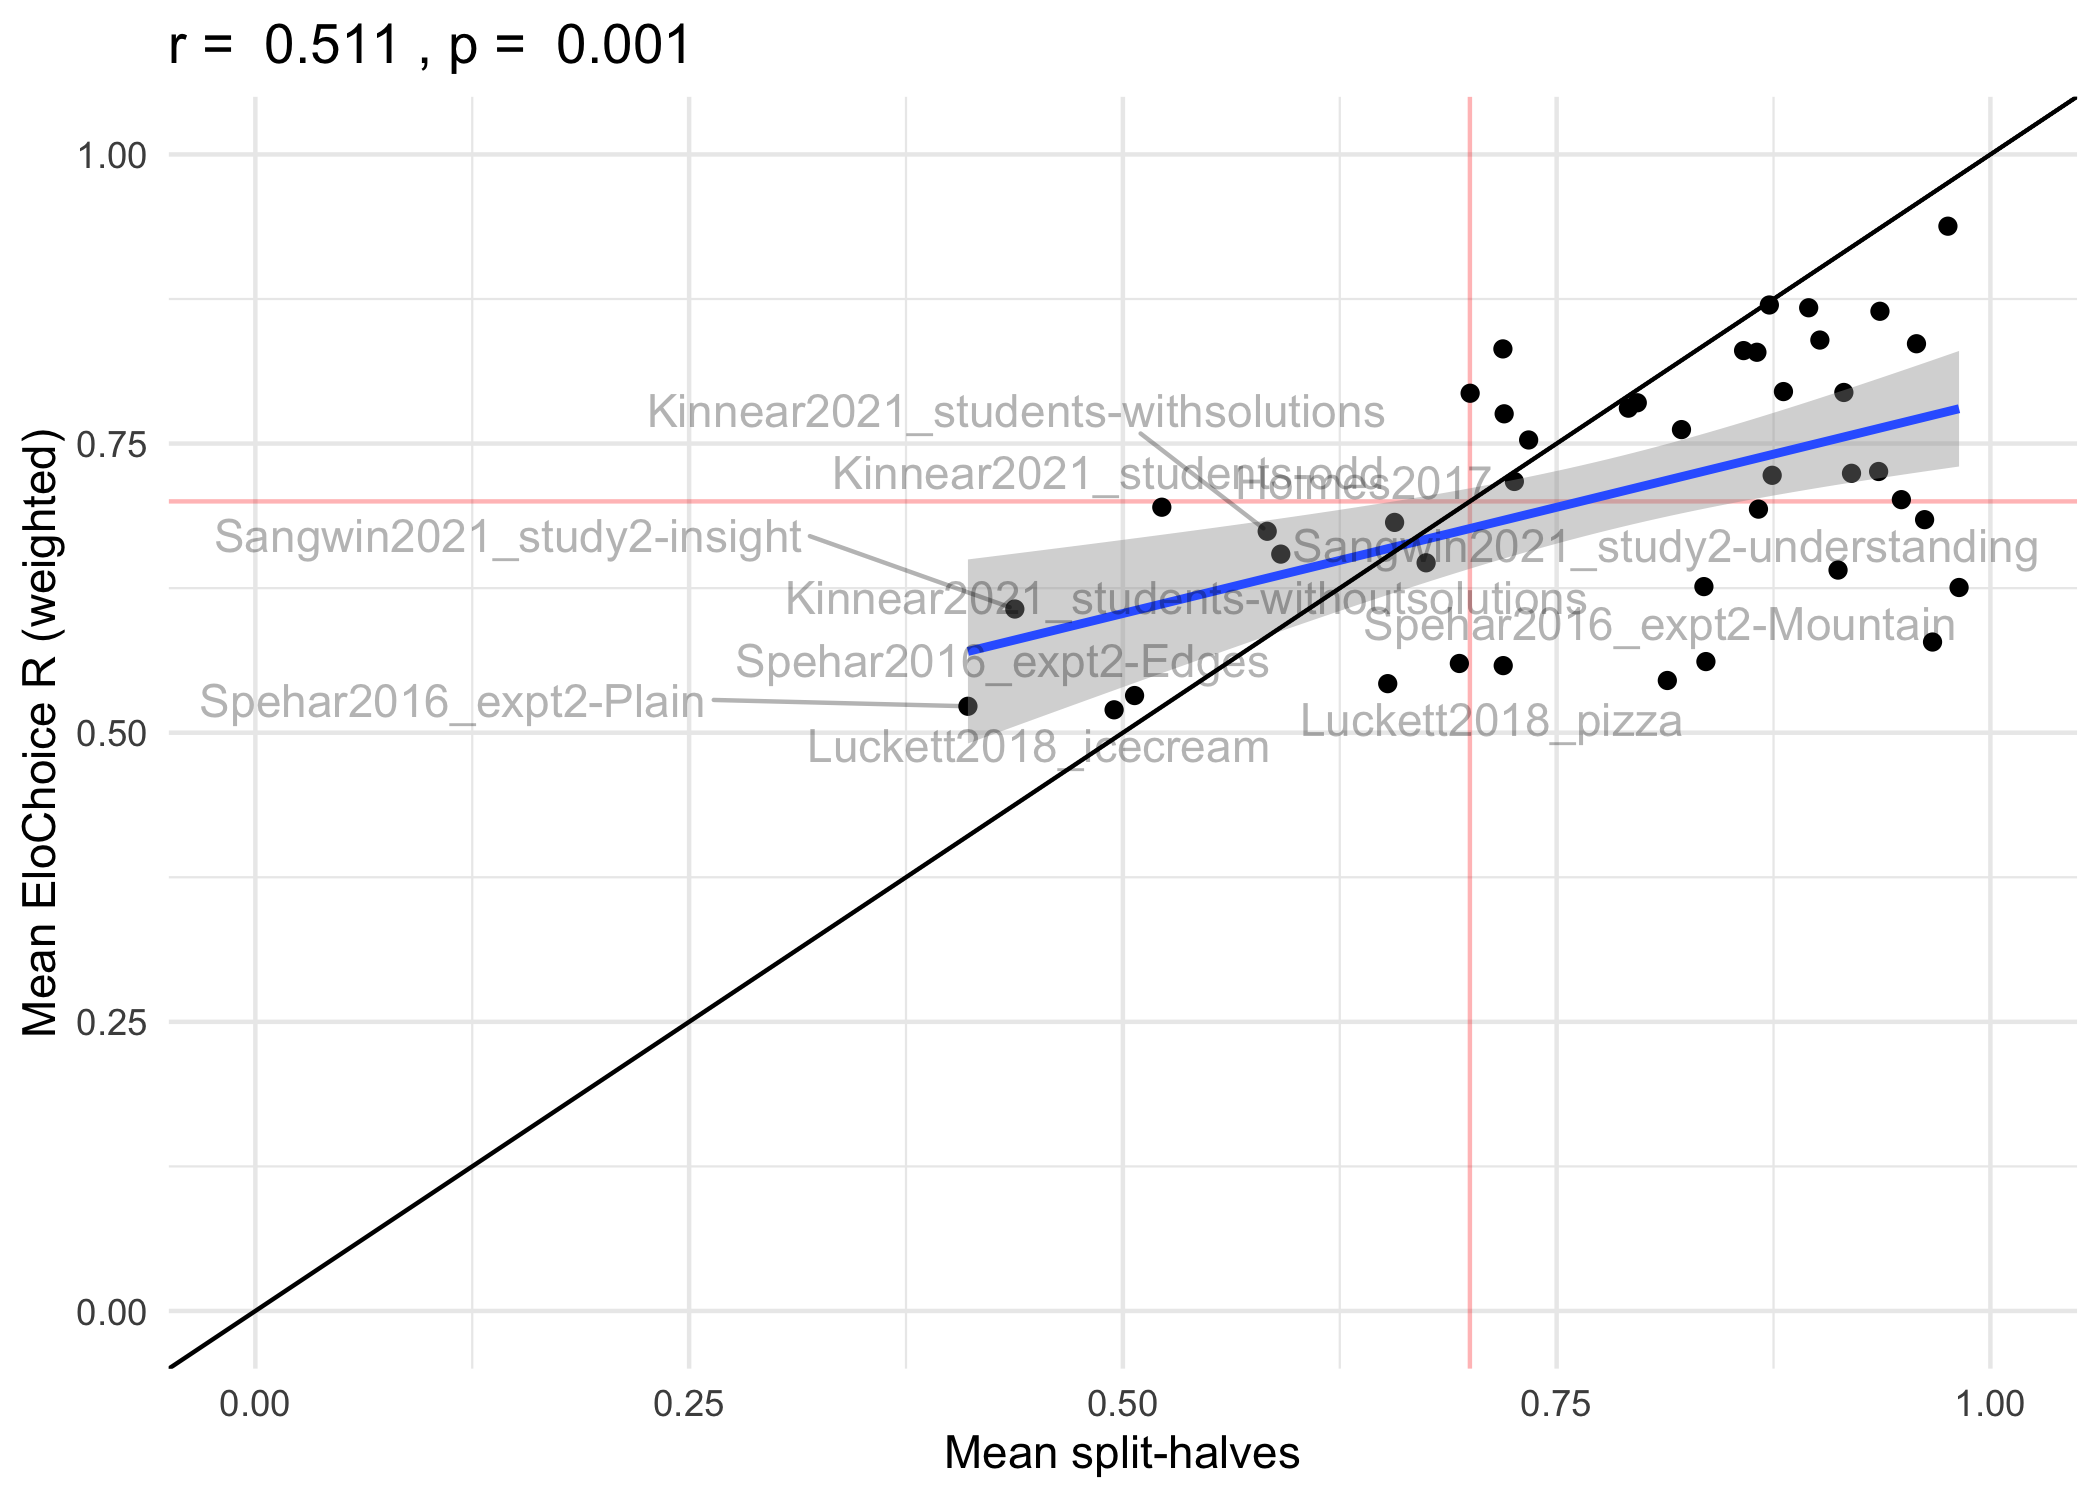 r = 0.511 , p = 0.001
Mean EloChoice R (weighted)
1.00
0.75
0.50
0.25
0.00
Kinnear2021_students-withsolutions
Kinnear2021_students-odd
Holmes2017
Sangwin2021_study2-insight
Sangwin2021_study2-understanding
Kinnear2021_students-withoutsolutions
Spehar2016_expt2-Mountain
Spehar2016_expt2-Edges
Spehar2016_expt2-Plain
Luckett2018_pizza
Luckett2018_icecream
0.00
0.25
0.50
0.75
1.00
Mean split-halves